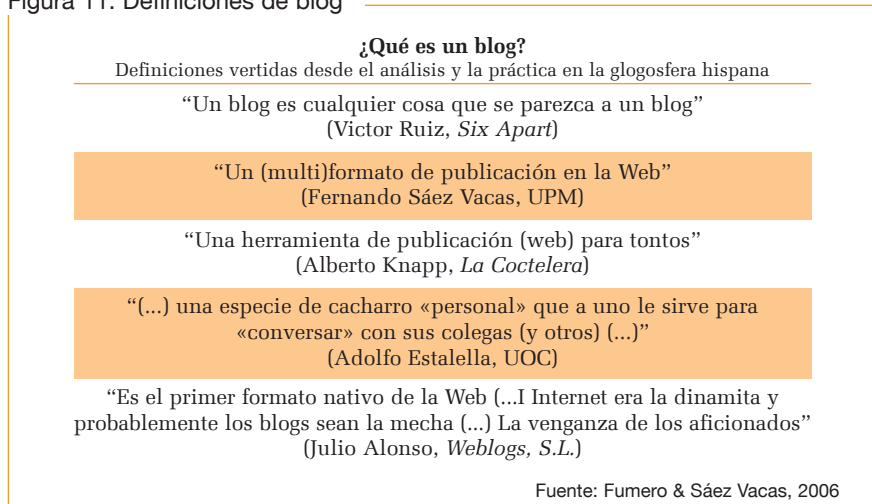 Figura 11. Definiciones de blog
¿Qué es un blog?
Definiciones vertidas desde el análisis y la práctica en la glogosfera hispana
“Un blog es cualquier cosa que se parezca a un blog”
(Victor Ruiz, Six Apart)
“Un (multi)formato de publicación en la Web”
(Fernando Sáez Vacas, UPM)
“Una herramienta de publicación (web) para tontos”
(Alberto Knapp, La Coctelera)
“(...) una especie de cacharro «personal» que a uno le sirve para
«conversar» con sus colegas (y otros) (...)”
(Adolfo Estalella, UOC)
“Es el primer formato nativo de la Web (...I Internet era la dinamita y
probablemente los blogs sean la mecha (...) La venganza de los aficionados”
(Julio Alonso, Weblogs, S.L.)
Fuente: Fumero & Sáez Vacas, 2006